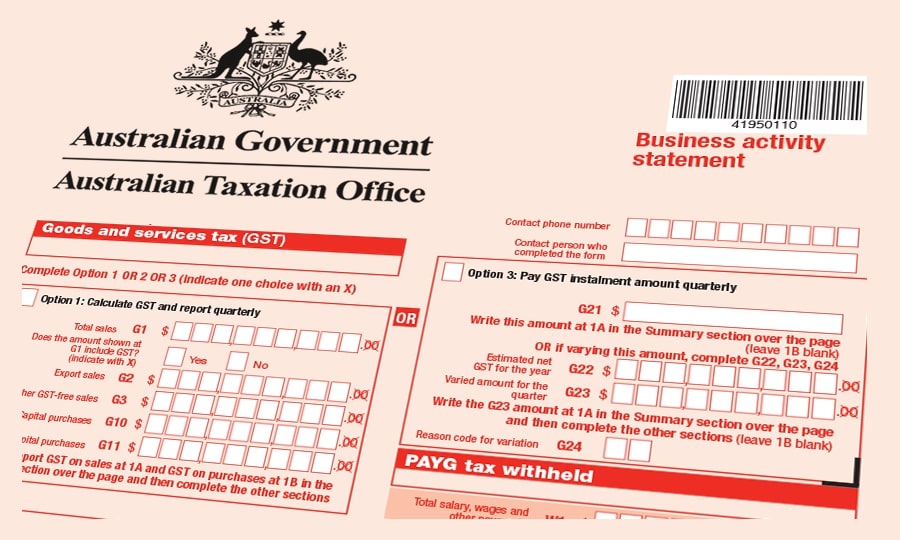 AUSTRALIA
Australian Government
Australian Taxation Office
41950110
Business activity
statement
Goods and services tax (GST)
Complete Option 1 OR 2 OR 3 (indicate one choice with an X)
Option 1: Calculate GST and report quarterly
Total sales G1 $ .00
Does the amount shown at
G1 include GST?
(indicate with X)
Yes No
Export sales G2 $ .00
GST-free sales G3 $ .00
purchases G10 $ .00
purchases G11 $ .00
GST on sales at 1A and GST on purchases at 1B in the
over the page and then complete the other sections
OR
Contact phone number
Contact person who
completed the form
Option 3: Pay GST instalment amount quarterly
G21 $
Write this amount at 1A in the Summary section over the page
(leave 1B blank)
OR if varying this amount, complete G22, G23, G24
Estimated net
GST for the year G22 $ .00
Varied amount for the
quarter G23 $ .00
Write the G23 amount at 1A in the Summary section over the page
and then complete the other sections (leave 1B blank)
Reason code for variation G24
PAYG tax withheld
Total salary, wages and
other